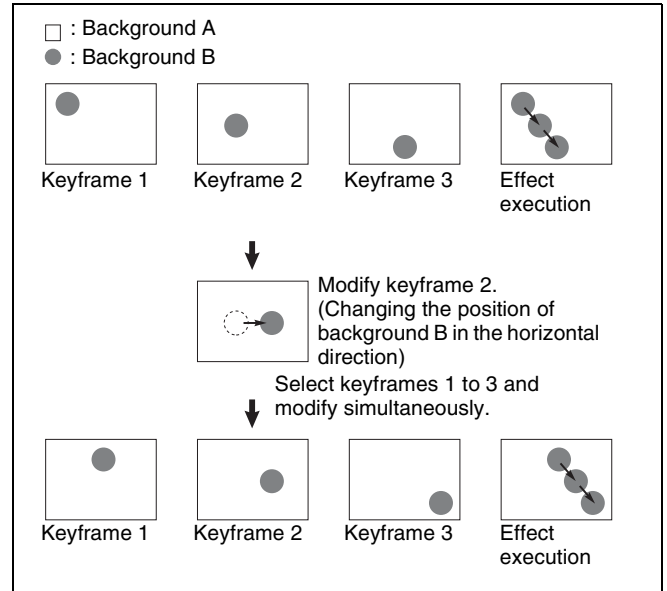 : Background A
: Background B
Keyframe 1
Keyframe 2
Keyframe 3
Effect
execution
Modify keyframe 2.
(Changing the position of
background B in the horizontal
direction)
Select keyframes 1 to 3 and
modify simultaneously.
Keyframe 1
Keyframe 2
Keyframe 3
Effect
execution